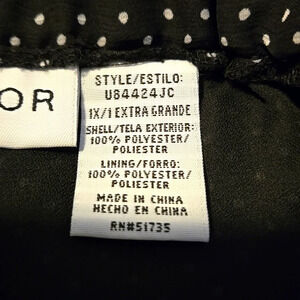 OR
STYLE/ESTILO:
U84424JC
1X/1 EXTRA GRANDE
SHELL/TELA EXTERIOR:
100% POLYESTER/
POLIESTER
LINING/FORRO:
100% POLYESTER/
POLIESTER
MADE IN CHINA
HECHO EN CHINA
RN#51735